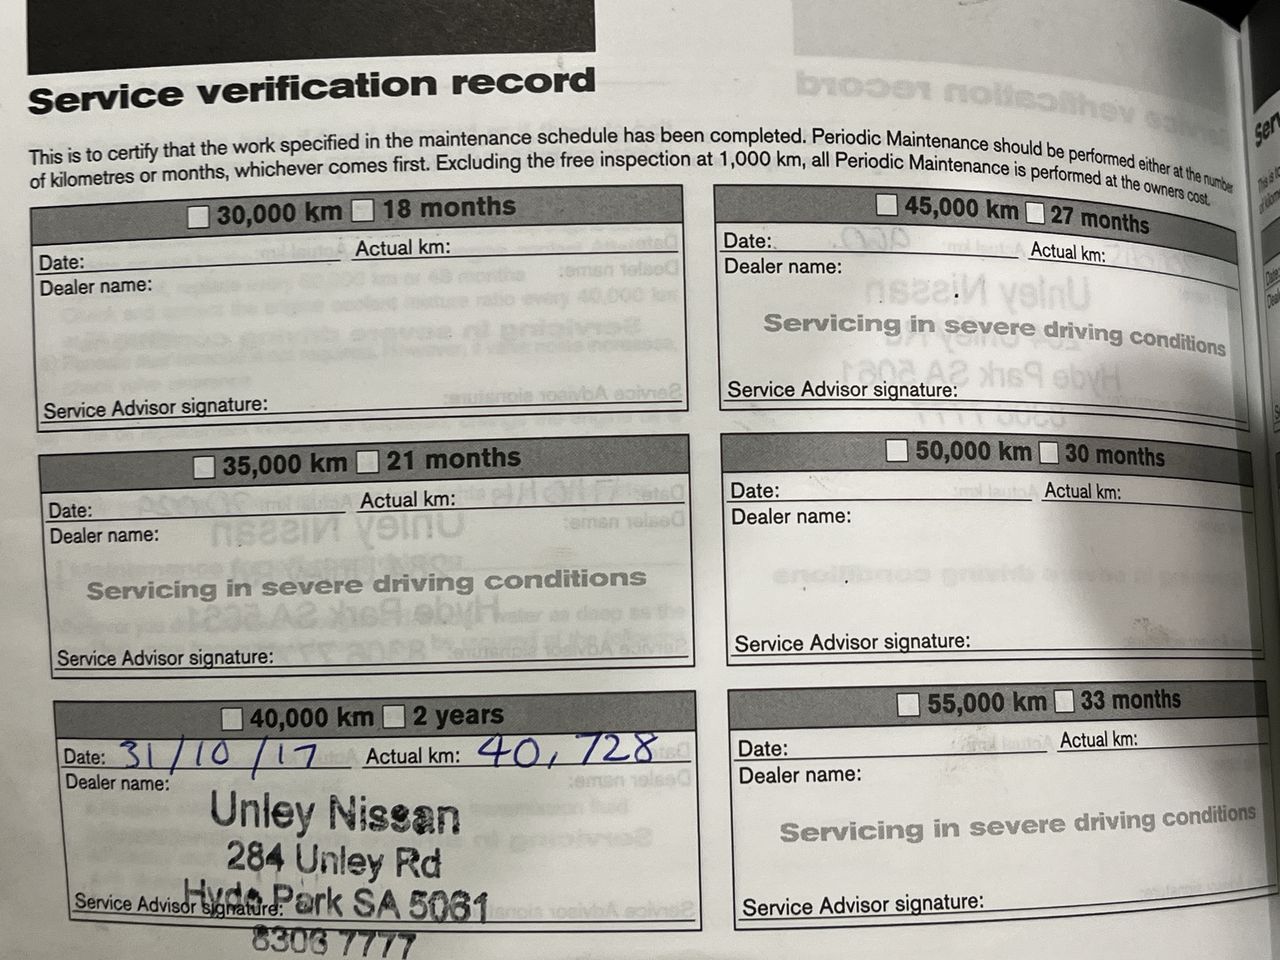 Service verification record
This is to certify that the work specified in the maintenance schedule has been completed. Periodic Maintenance should be performed either at the number
of kilometres or months, whichever comes first. Excluding the free inspection at 1,000 km, all Periodic Maintenance is performed at the owners cost.
30,000 km 18 months
Date: Actual km:
Dealer name:
Service Advisor signature:
35,000 km 21 months
Date: Actual km:
Dealer name:
Servicing in severe driving conditions
Service Advisor signature:
40,000 km 2 years
Date: 31/10/17 Actual km: 40,728
Dealer name:
Unley Nissan
284 Unley Rd
Hyde Park SA 5061
Service Advisor signature:
8306 7777
45,000 km 27 months
Date: Actual km:
Dealer name:
Servicing in severe driving conditions
Service Advisor signature:
50,000 km 30 months
Date: Actual km:
Dealer name:
Service Advisor signature:
55,000 km 33 months
Date: Actual km:
Dealer name:
Servicing in severe driving conditions
Service Advisor signature: